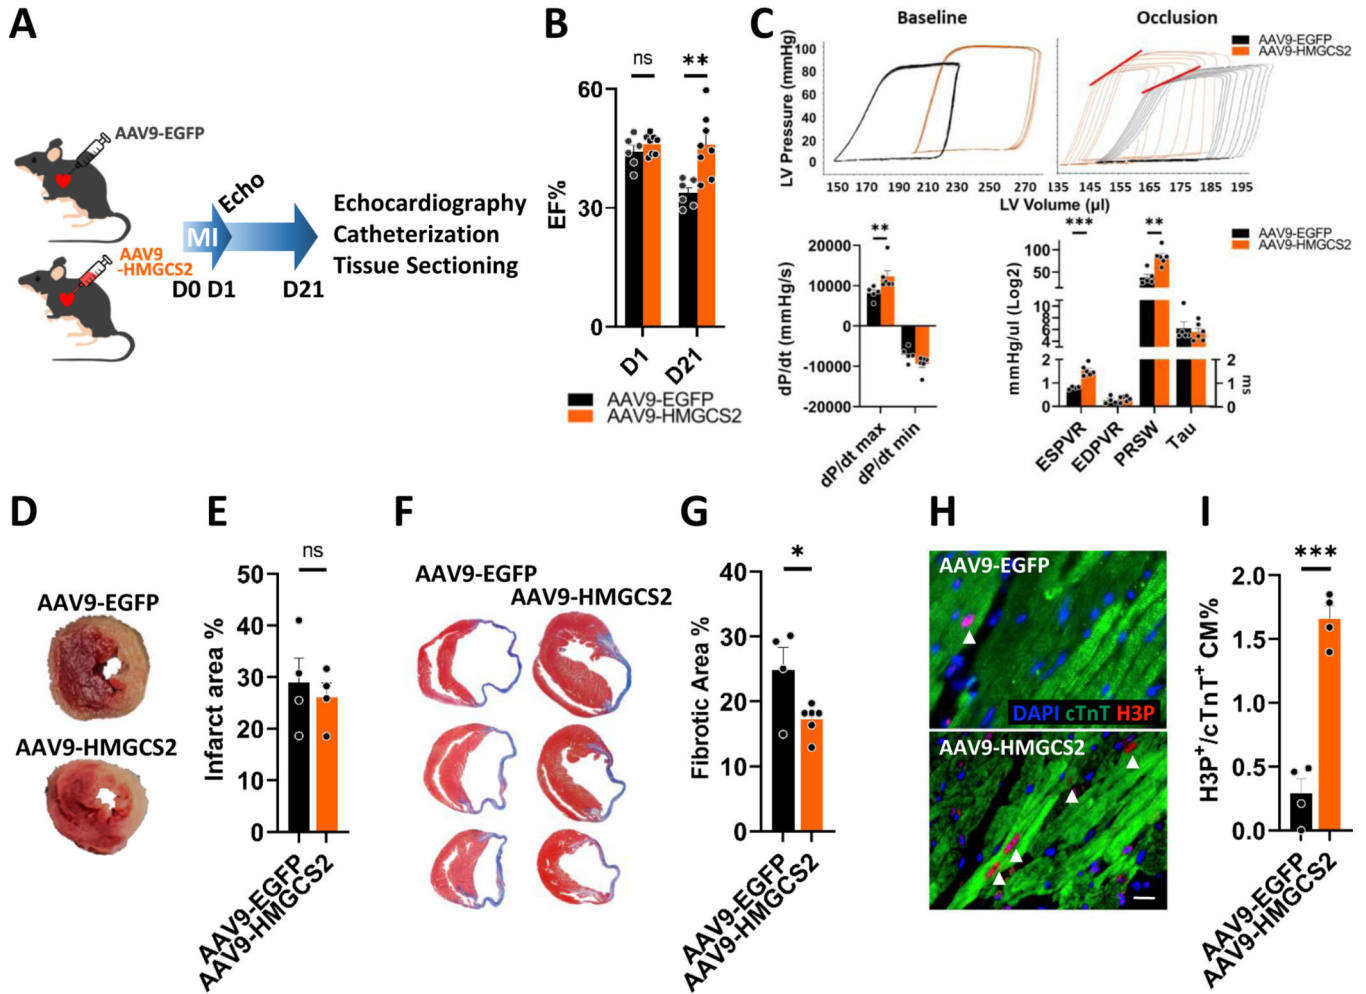 A
AAV9-EGFP
AAV9
-HMGCS2
Echo
MI
D0 D1
D21
Echocardiography
Catheterization
Tissue Sectioning
B
ns
**
60
30
0
EF%
D1
D21
AAV9-EGFP
AAV9-HMGCS2
C
Baseline
Occlusion
AAV9-EGFP
AAV9-HMGCS2
LV Pressure (mmHg)
100
80
60
40
20
0
150 170 190 210 230 250 270
135 145 155 165 175 185 195
LV Volume (µl)
**
20000
10000
0
-10000
-20000
dP/dt (mmHg/s)
dP/dt max
dP/dt min
***
**
AAV9-EGFP
AAV9-HMGCS2
mmHg/ul (Log2)
100
50
10
8
6
4
2
1
0
2
1
0
ms
ESPVR
EDPVR
PRSW
Tau
D
AAV9-EGFP
AAV9-HMGCS2
E
ns
50
40
30
20
10
0
Infarct area %
AAV9-EGFP
AAV9-HMGCS2
F
AAV9-EGFP
AAV9-HMGCS2
G
*
40
30
20
10
0
Fibrotic Area %
AAV9-EGFP
AAV9-HMGCS2
H
AAV9-EGFP
DAPI cTnT H3P
AAV9-HMGCS2
I
***
2.0
1.5
1.0
0.5
0.0
H3P+/cTnT+ CM%
AAV9-EGFP
AAV9-HMGCS2